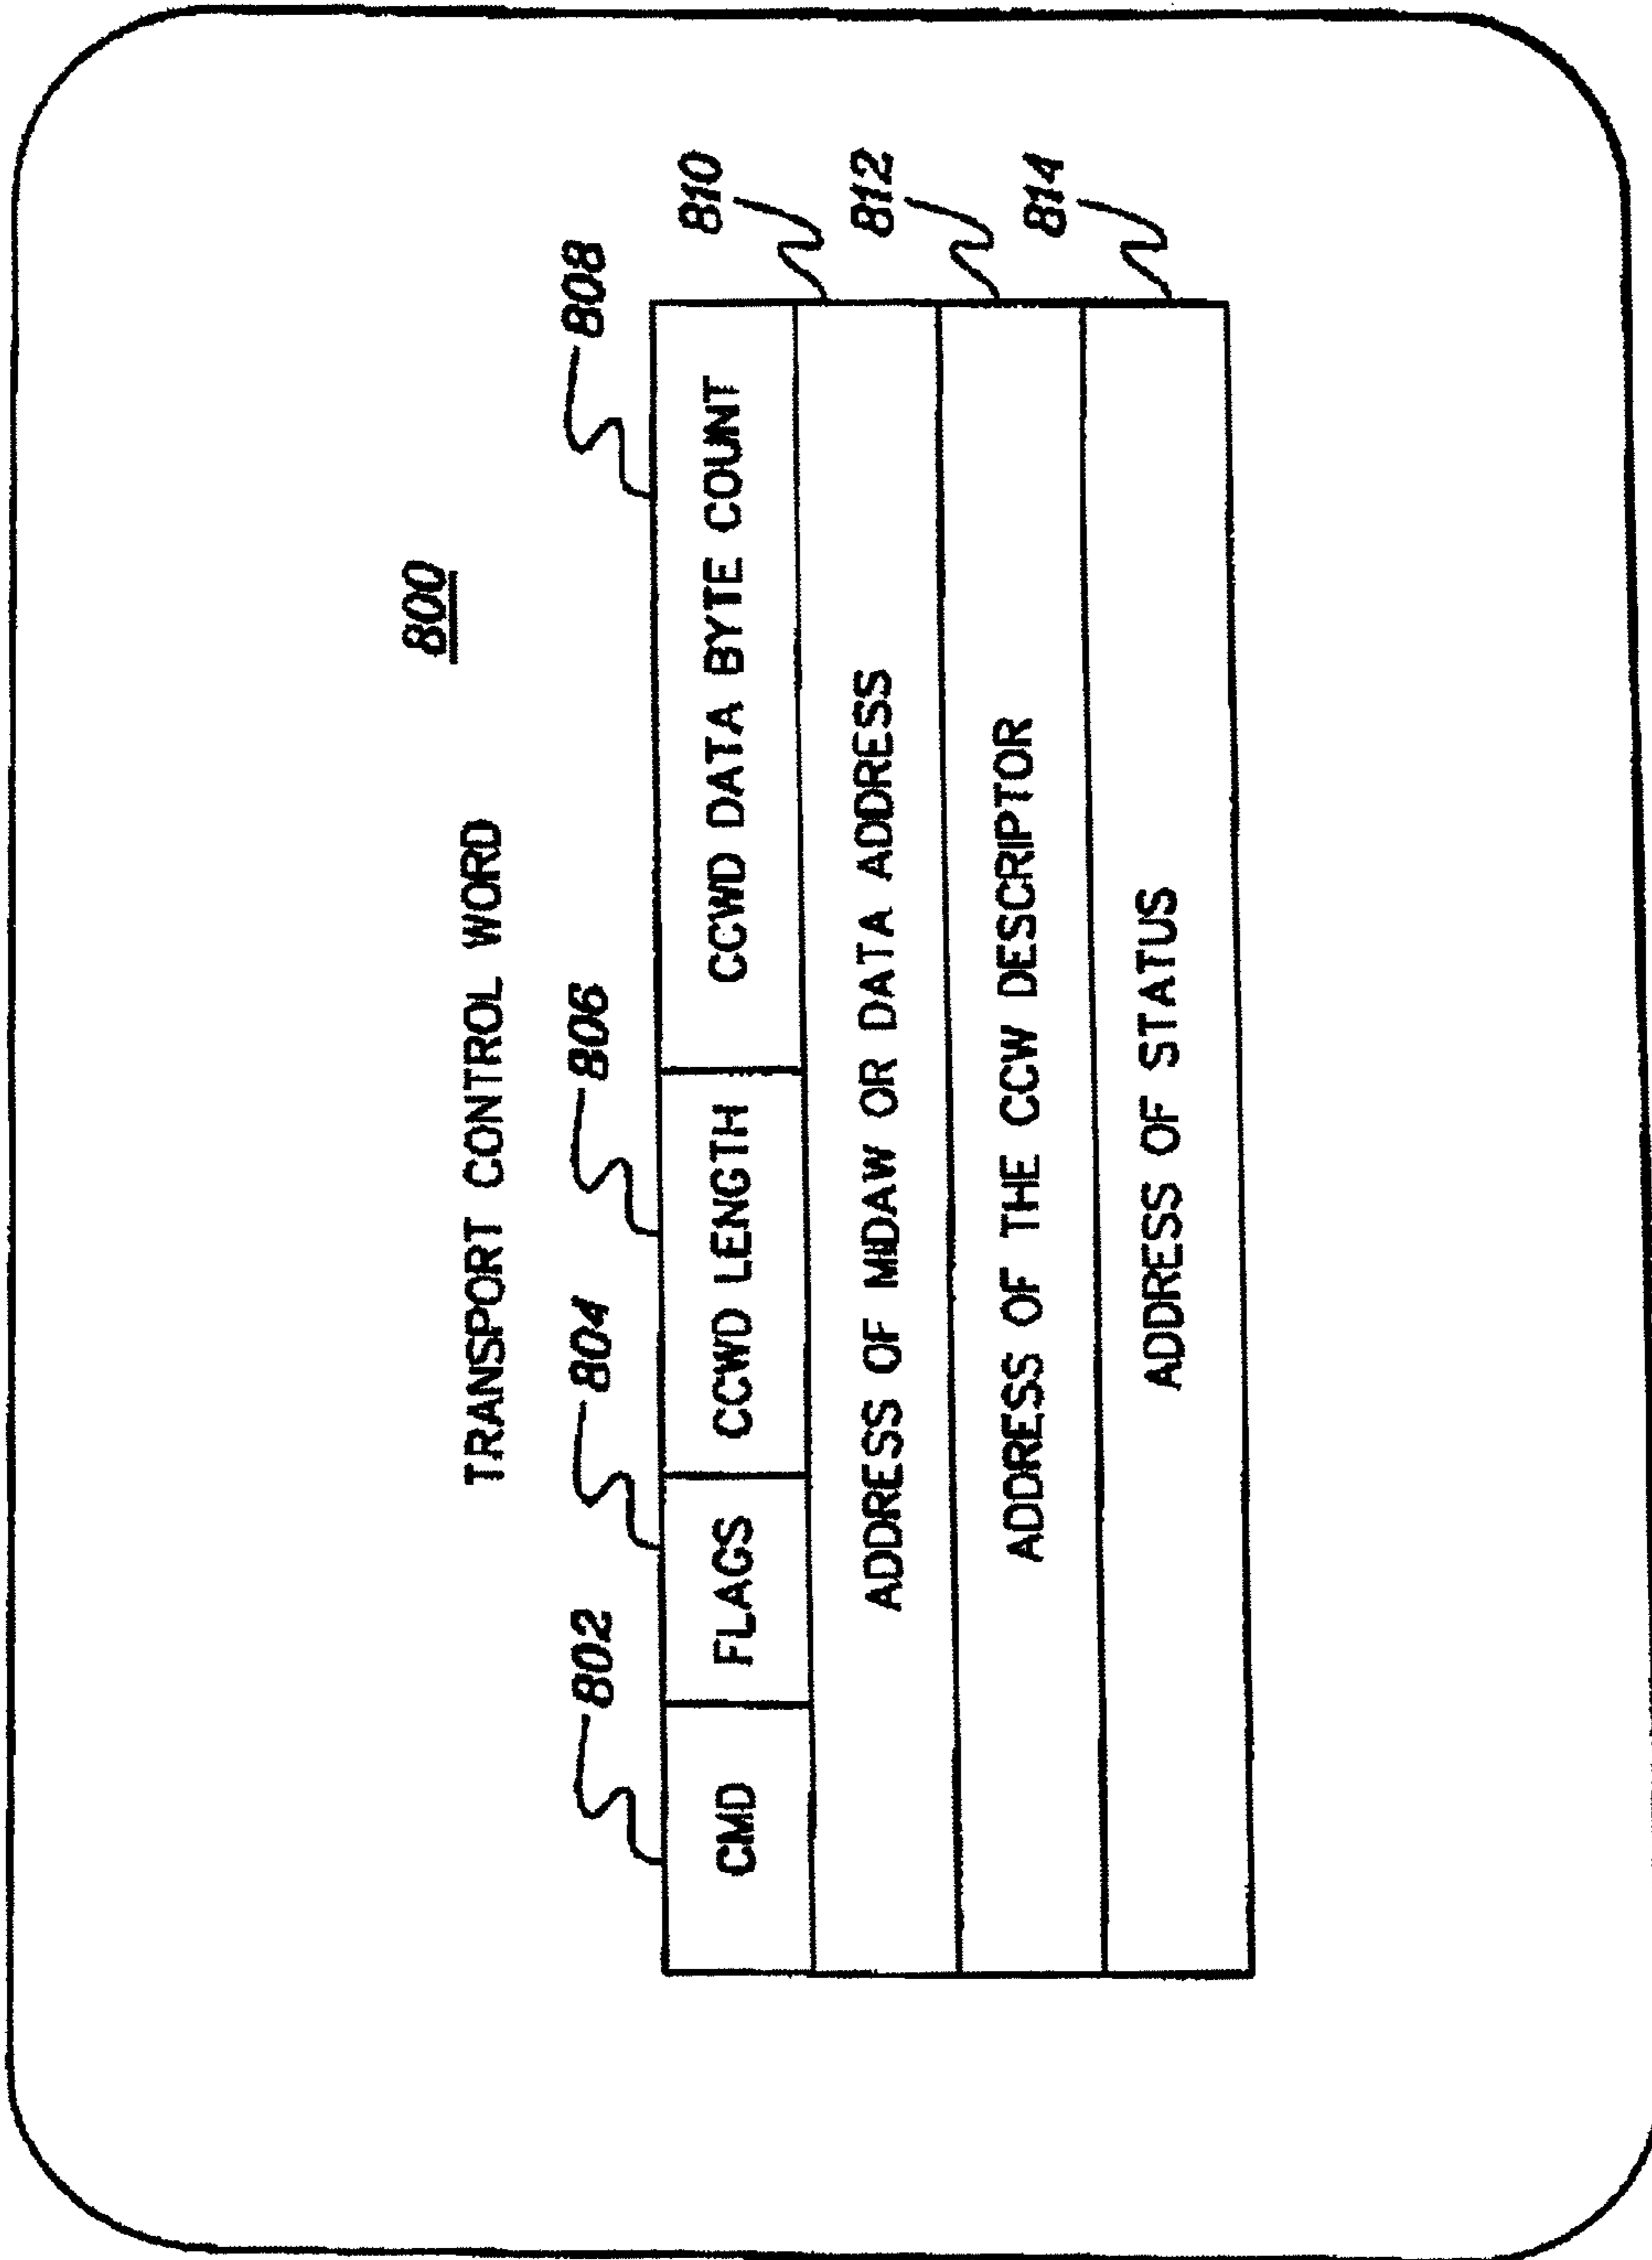 800
TRANSPORT CONTROL WORD
802
804
806
808
CMD
FLAGS
CCWD LENGTH
CCWD DATA BYTE COUNT
810
ADDRESS OF MIDAW OR DATA ADDRESS
812
ADDRESS OF THE CCW DESCRIPTOR
814
ADDRESS OF STATUS